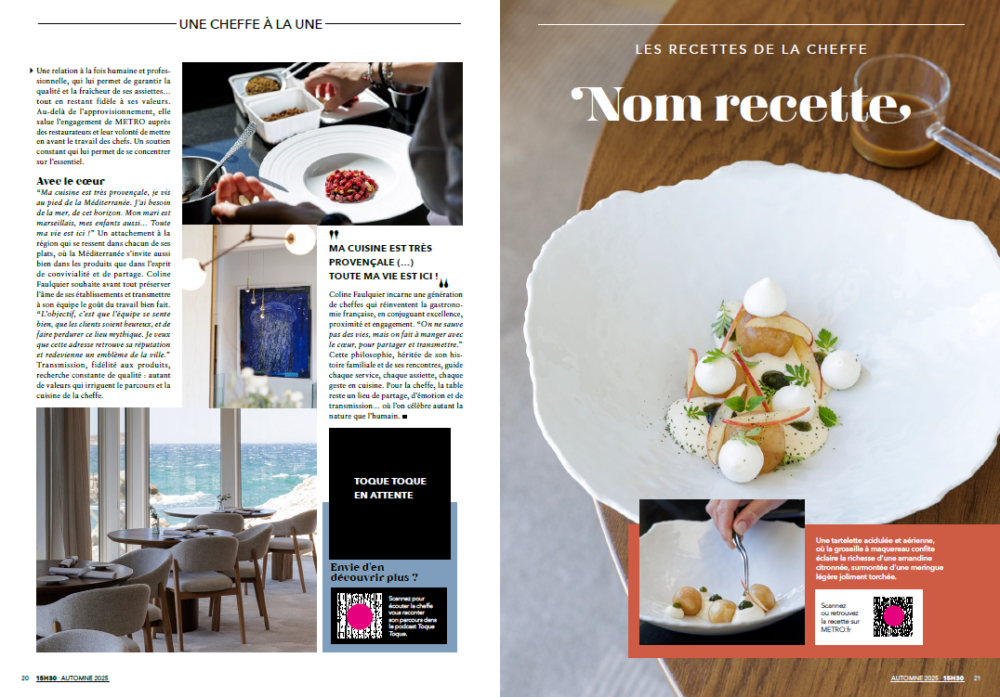 UNE CHEFFE À LA UNE
Une relation à la fois humaine et profes-
sionnelle, qui lui permet de garantir la
qualité et la fraîcheur de ses assiettes…
tout en restant fidèle à ses valeurs.
Au-delà de l'approvisionnement, elle
salue l'engagement de METRO auprès
des restaurateurs et leur volonté de mettre
en avant le travail des chefs. Un soutien
constant qui lui permet de se concentrer
sur l'essentiel.
Avec le cœur
“Ma cuisine est très provençale, je vis
au pied de la Méditerranée. J'ai besoin
de la mer, de cet horizon. Mon mari est
marseillais, mes enfants aussi… Toute
ma vie est ici !” Un attachement à la
région qui se ressent dans chacun de ses
plats, où la Méditerranée s'invite aussi
bien dans les produits que dans l'esprit
de convivialité et de partage. Coline
Faulquier souhaite avant tout préserver
l'âme de ses établissements et transmettre
à son équipe le goût du travail bien fait.
“L'objectif, c'est que l'équipe se sente
bien, que les clients soient heureux, et de
faire perdurer ce lieu mythique. Je veux
que cette adresse retrouve sa réputation
et redevienne un emblème de la ville.”
Transmission, fidélité aux produits,
recherche constante de qualité : autant
de valeurs qui irriguent le parcours et la
cuisine de la cheffe.
" MA CUISINE EST TRÈS
PROVENÇALE (…)
TOUTE MA VIE EST ICI ! "
Coline Faulquier incarne une génération
de cheffes qui réinventent la gastrono-
mie française, en conjuguant excellence,
proximité et engagement. “On ne sauve
pas des vies, mais on fait à manger avec
le cœur, pour partager et transmettre.”
Cette philosophie, héritée de son his-
toire familiale et de ses rencontres, guide
chaque service, chaque assiette, chaque
geste en cuisine. Pour la cheffe, la table
reste un lieu de partage, d'émotion et de
transmission… où l'on célèbre autant la
nature que l'humain.
TOQUE TOQUE
EN ATTENTE
Envie d'en
découvrir plus ?
Scannez pour
écouter la cheffe
vous raconter
son parcours dans
le podcast Toque
Toque.
20 15H30 · AUTOMNE 2025
LES RECETTES DE LA CHEFFE
Nom recette
Une tartelette acidulée et aérienne,
où la groseille à maquereau confite
éclaire la richesse d'une amandine
citronnée, surmontée d'une meringue
légère joliment torchée.
Scannez
ou retrouvez
la recette sur
METRO.fr
AUTOMNE 2025 · 15H30 21